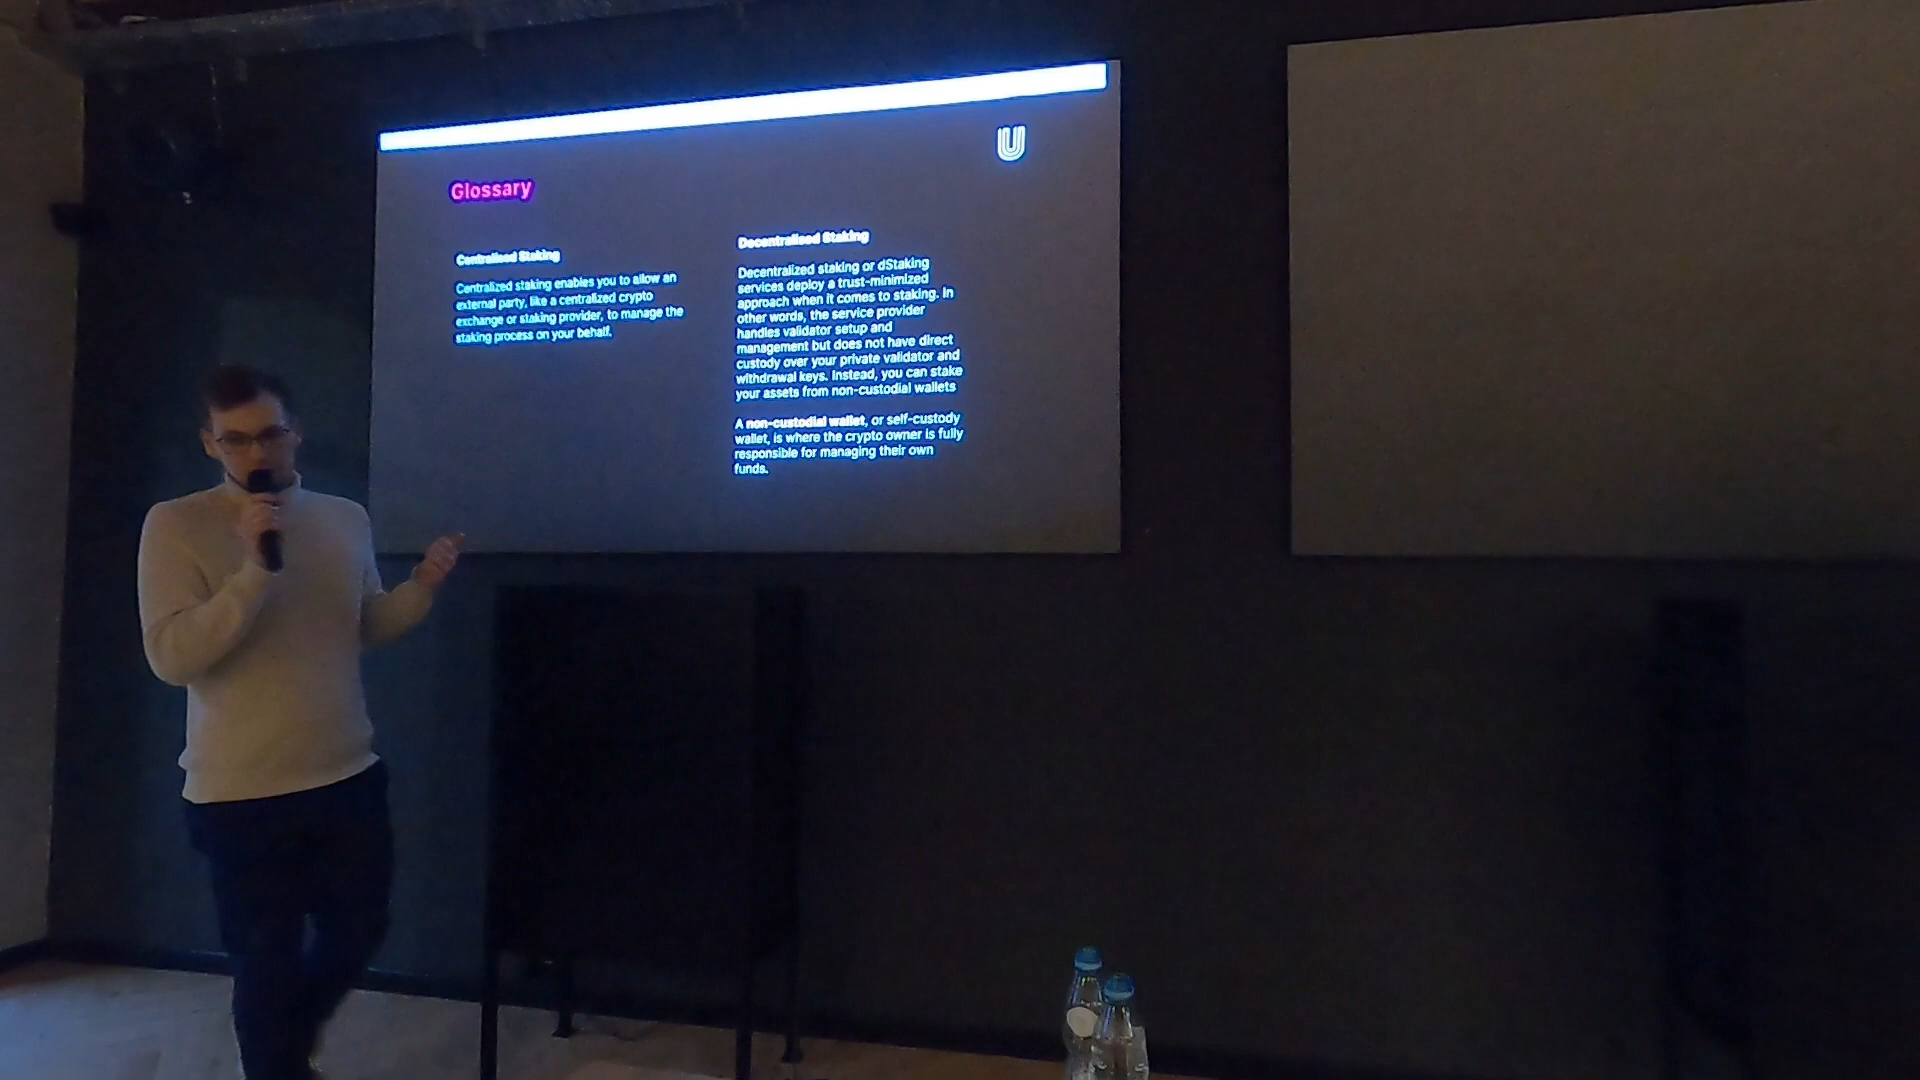 U
Glossary
Centralised Staking
Centralized staking enables you to allow an
external party, like a centralized crypto
exchange or staking provider, to manage the
staking process on your behalf.
Decentralised Staking
Decentralized staking or dStaking
services deploy a trust-minimized
approach when it comes to staking. In
other words, the service provider
handles validator setup and
management but does not have direct
custody over your private validator and
withdrawal keys. Instead, you can stake
your assets from non-custodial wallets
A non-custodial wallet, or self-custody
wallet, is where the crypto owner is fully
responsible for managing their own
funds.